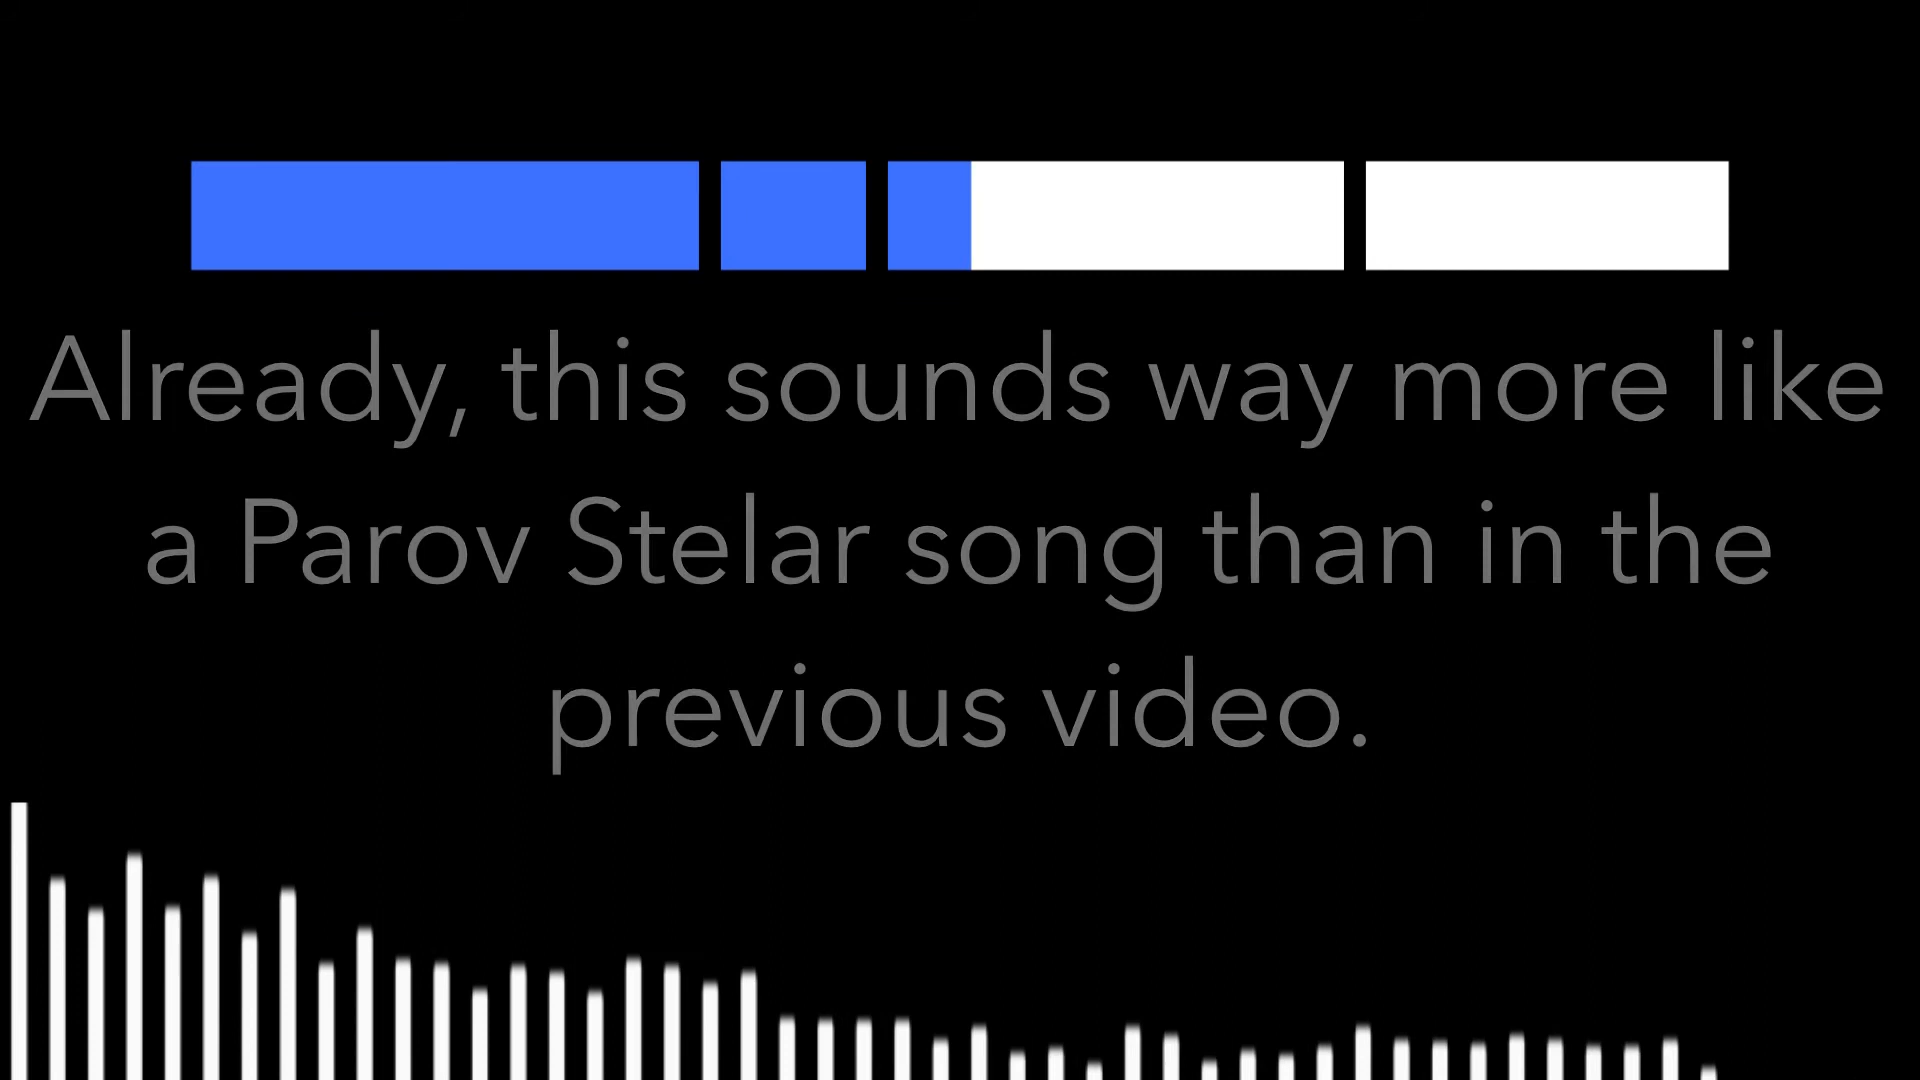 Already, this sounds way more like
a Parov Stelar song than in the
previous video.